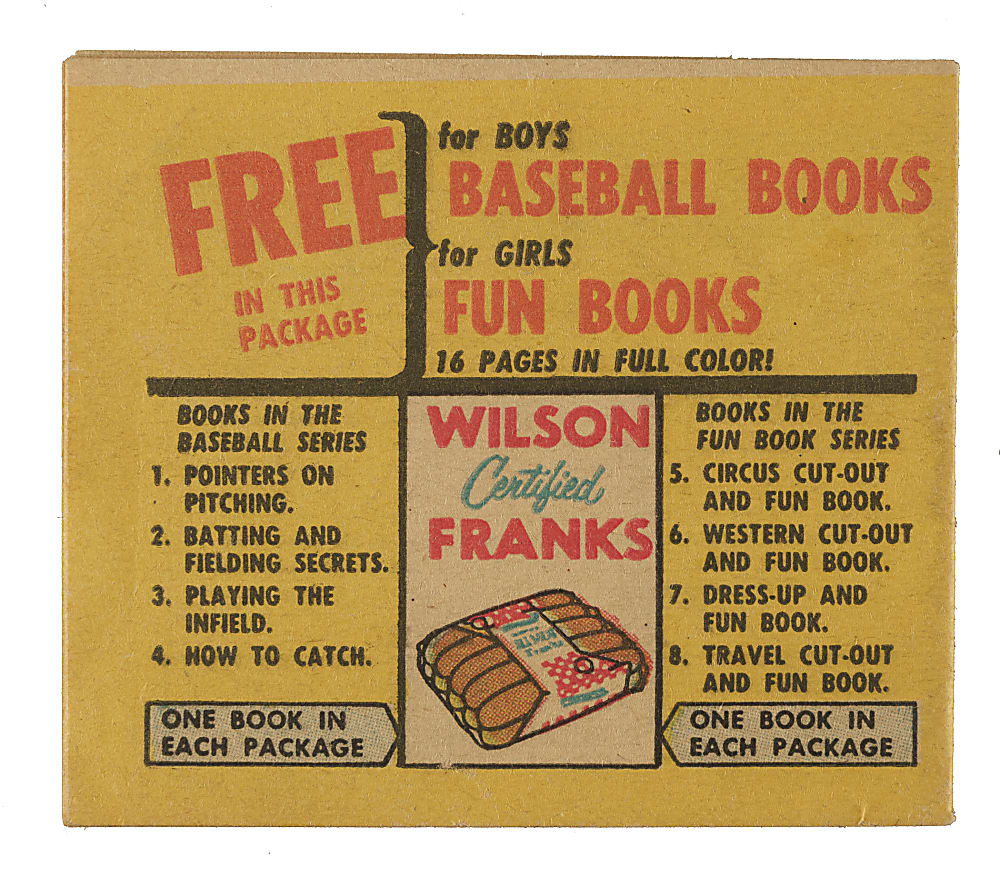 FREE
IN THIS
PACKAGE
for BOYS
BASEBALL BOOKS
for GIRLS
FUN BOOKS
16 PAGES IN FULL COLOR!
BOOKS IN THE
BASEBALL SERIES
1. POINTERS ON
PITCHING.
2. BATTING AND
FIELDING SECRETS.
3. PLAYING THE
INFIELD.
4. HOW TO CATCH.
ONE BOOK IN
EACH PACKAGE
WILSON
Certified
FRANKS
BOOKS IN THE
FUN BOOK SERIES
5. CIRCUS CUT-OUT
AND FUN BOOK.
6. WESTERN CUT-OUT
AND FUN BOOK.
7. DRESS-UP AND
FUN BOOK.
8. TRAVEL CUT-OUT
AND FUN BOOK.
ONE BOOK IN
EACH PACKAGE